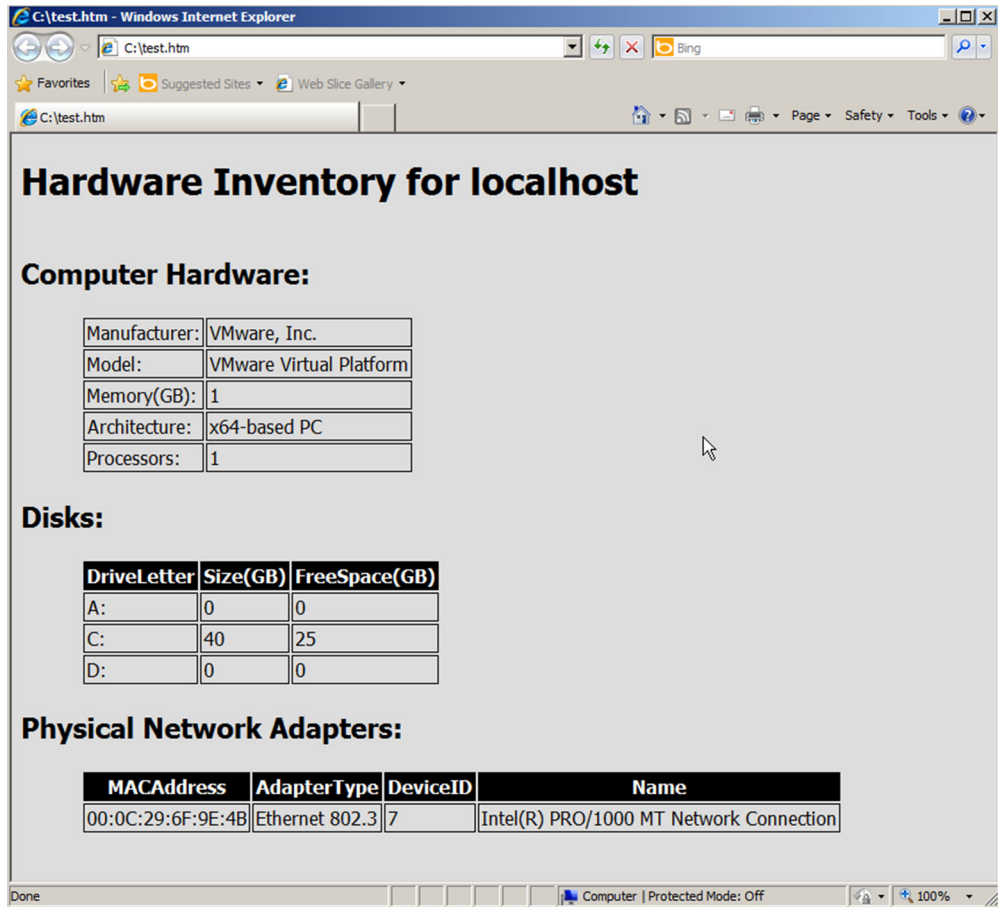 C:\test.htm - Windows Internet Explorer
C:\test.htm Bing
Favorites Suggested Sites Web Slice Gallery
C:\test.htm Page Safety Tools
Hardware Inventory for localhost
Computer Hardware:
Manufacturer: VMware, Inc.
Model: VMware Virtual Platform
Memory(GB): 1
Architecture: x64-based PC
Processors: 1
Disks:
DriveLetter Size(GB) FreeSpace(GB)
A: 0 0
C: 40 25
D: 0 0
Physical Network Adapters:
MACAddress AdapterType DeviceID Name
00:0C:29:6F:9E:4B Ethernet 802.3 7 Intel(R) PRO/1000 MT Network Connection
Done Computer | Protected Mode: Off 100%